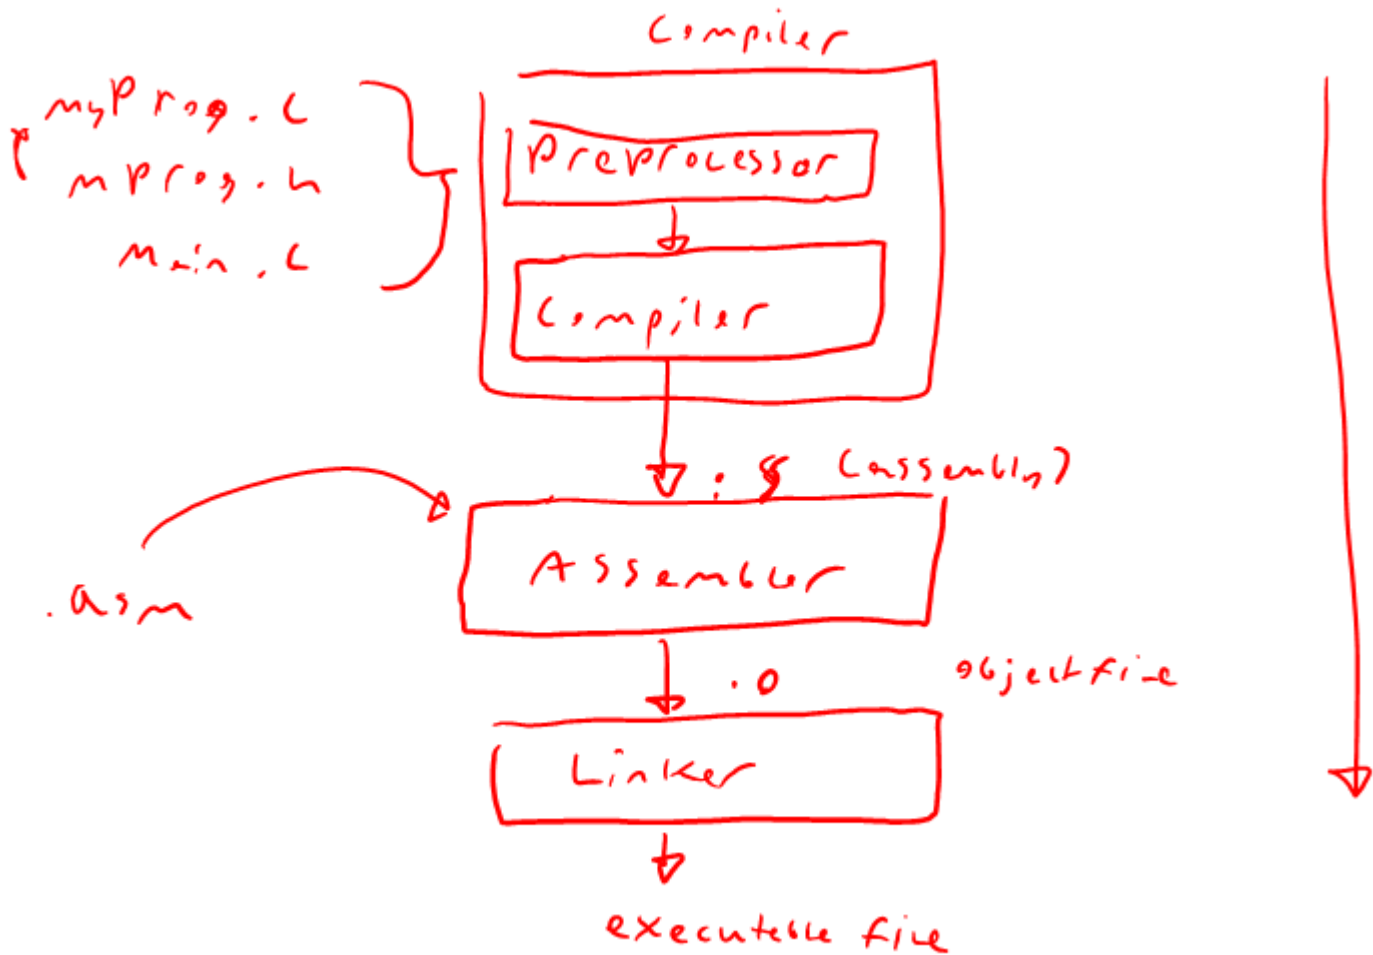 Compiler
myProg.c
mProg.h
main.c
PreProcessor
Compiler
.s (assembly)
Assembler
.asm
.o
object file
Linker
executable file